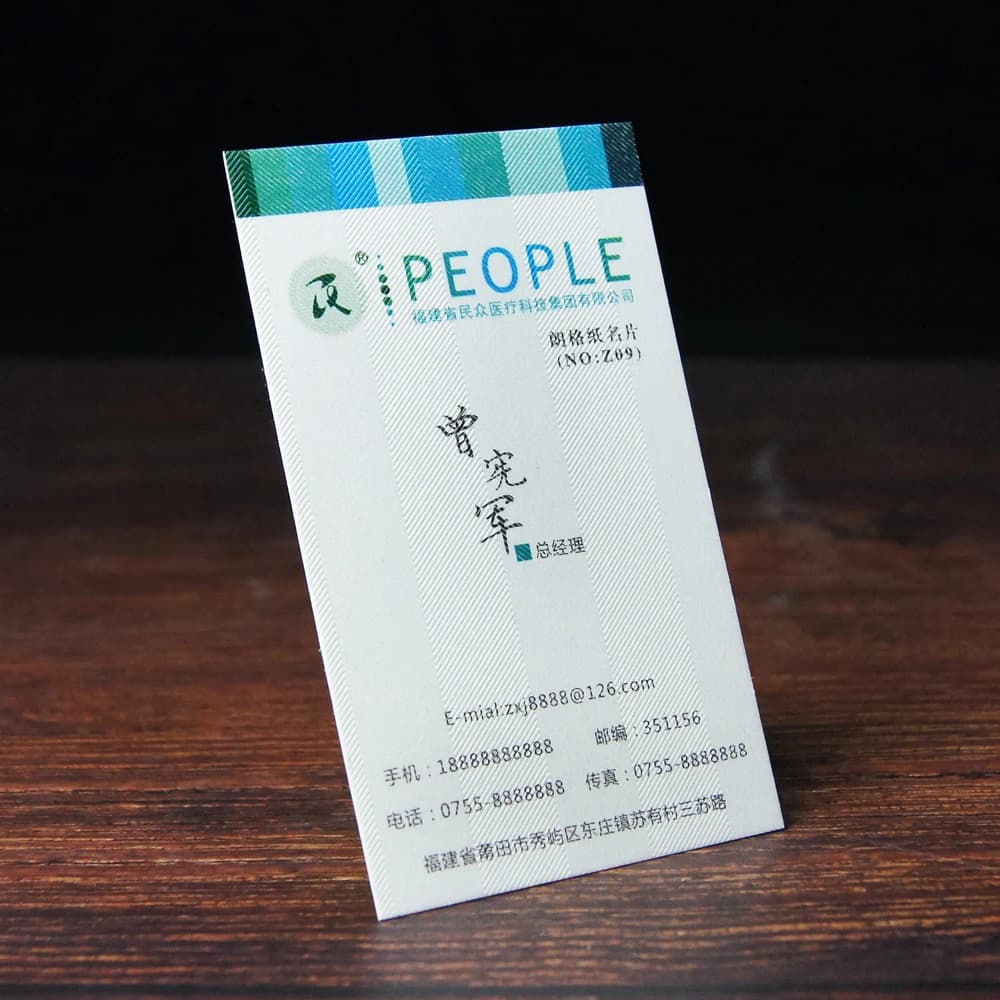 民® PEOPLE
福建省民众医疗科技集团有限公司
朗格纸名片
(NO:Z09)
曾宪军
总经理
E-mial:zxj8888@126.com
手机：18888888888 邮编：351156
电话：0755-8888888 传真：0755-8888888
福建省莆田市秀屿区东庄镇苏有村三苏路